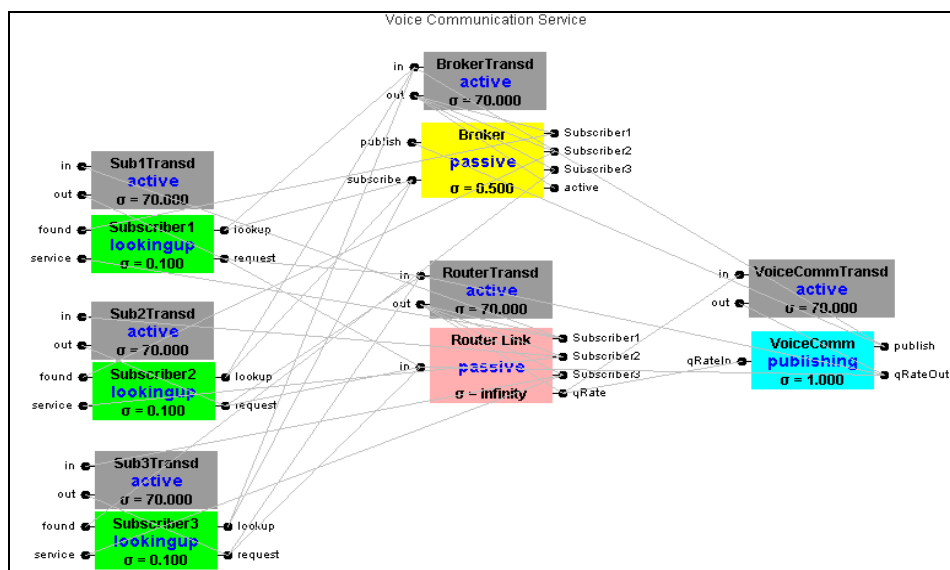 Voice Communication Service
in
BrokerTransd
active
out
σ = 70.000
publish
Broker
Subscriber1
passive
Subscriber2
subscribe
Subscriber3
σ = 0.500
active
in
Sub1Transd
active
out
σ = 70.000
found
Subscriber1
lookup
lookingup
service
σ = 0.100
request
in
RouterTransd
active
out
σ = 70.000
in
VoiceCommTransd
active
out
σ = 70.000
in
Sub2Transd
active
out
σ = 70.000
Router Link
Subscriber1
in
passive
Subscriber2
Subscriber3
σ = infinity
qRate
VoiceComm
publish
qRateIn
publishing
σ = 1.000
qRateOut
found
Subscriber2
lookup
lookingup
service
σ = 0.100
request
in
Sub3Transd
active
out
σ = 70.000
found
Subscriber3
lookup
lookingup
service
σ = 0.100
request